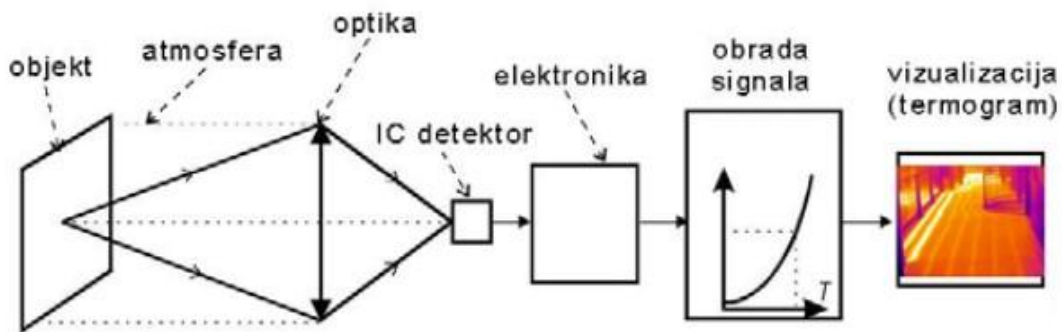 objekt
atmosfera
optika
IC detektor
elektronika
obrada
signala
T
vizualizacija
(termogram)